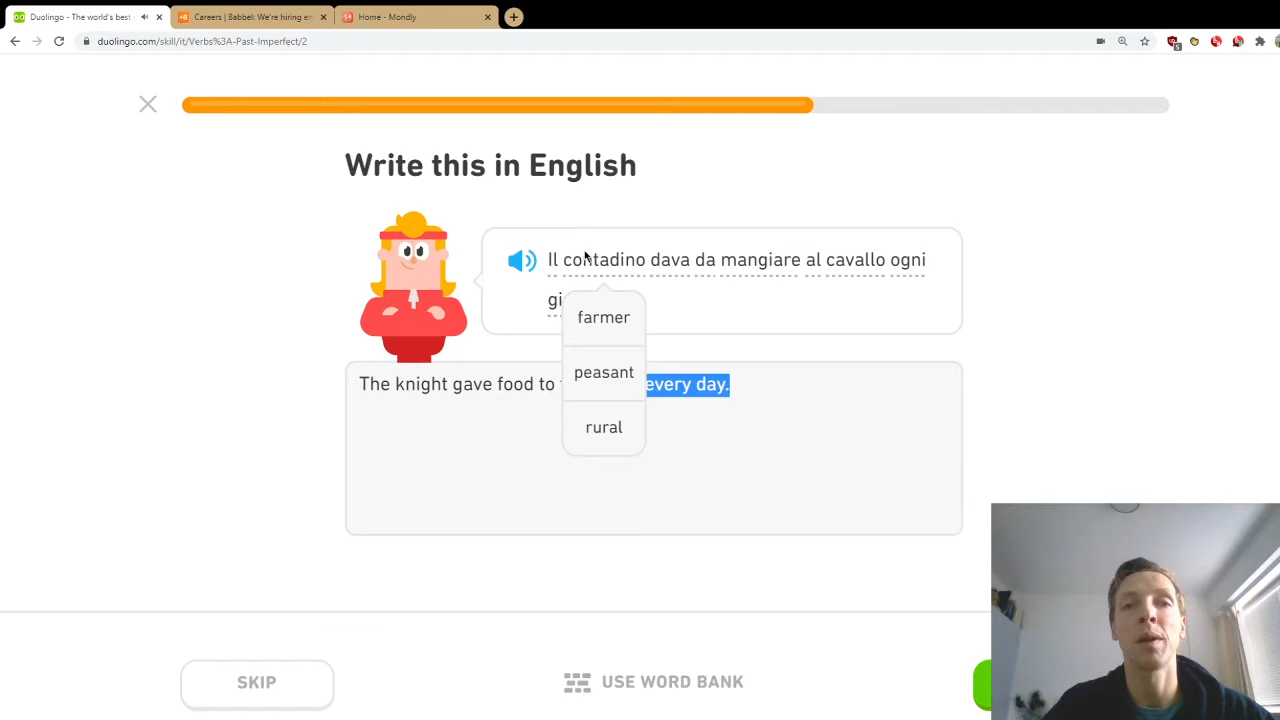 Duolingo - The world's best
Careers | Babbel: We're hiring en
Home - Mondly
duolingo.com/skill/it/Verbs%3A-Past-Imperfect/2
Write this in English
Il contadino dava da mangiare al cavallo ogni
gi
farmer
peasant
rural
The knight gave food to every day.
SKIP
USE WORD BANK